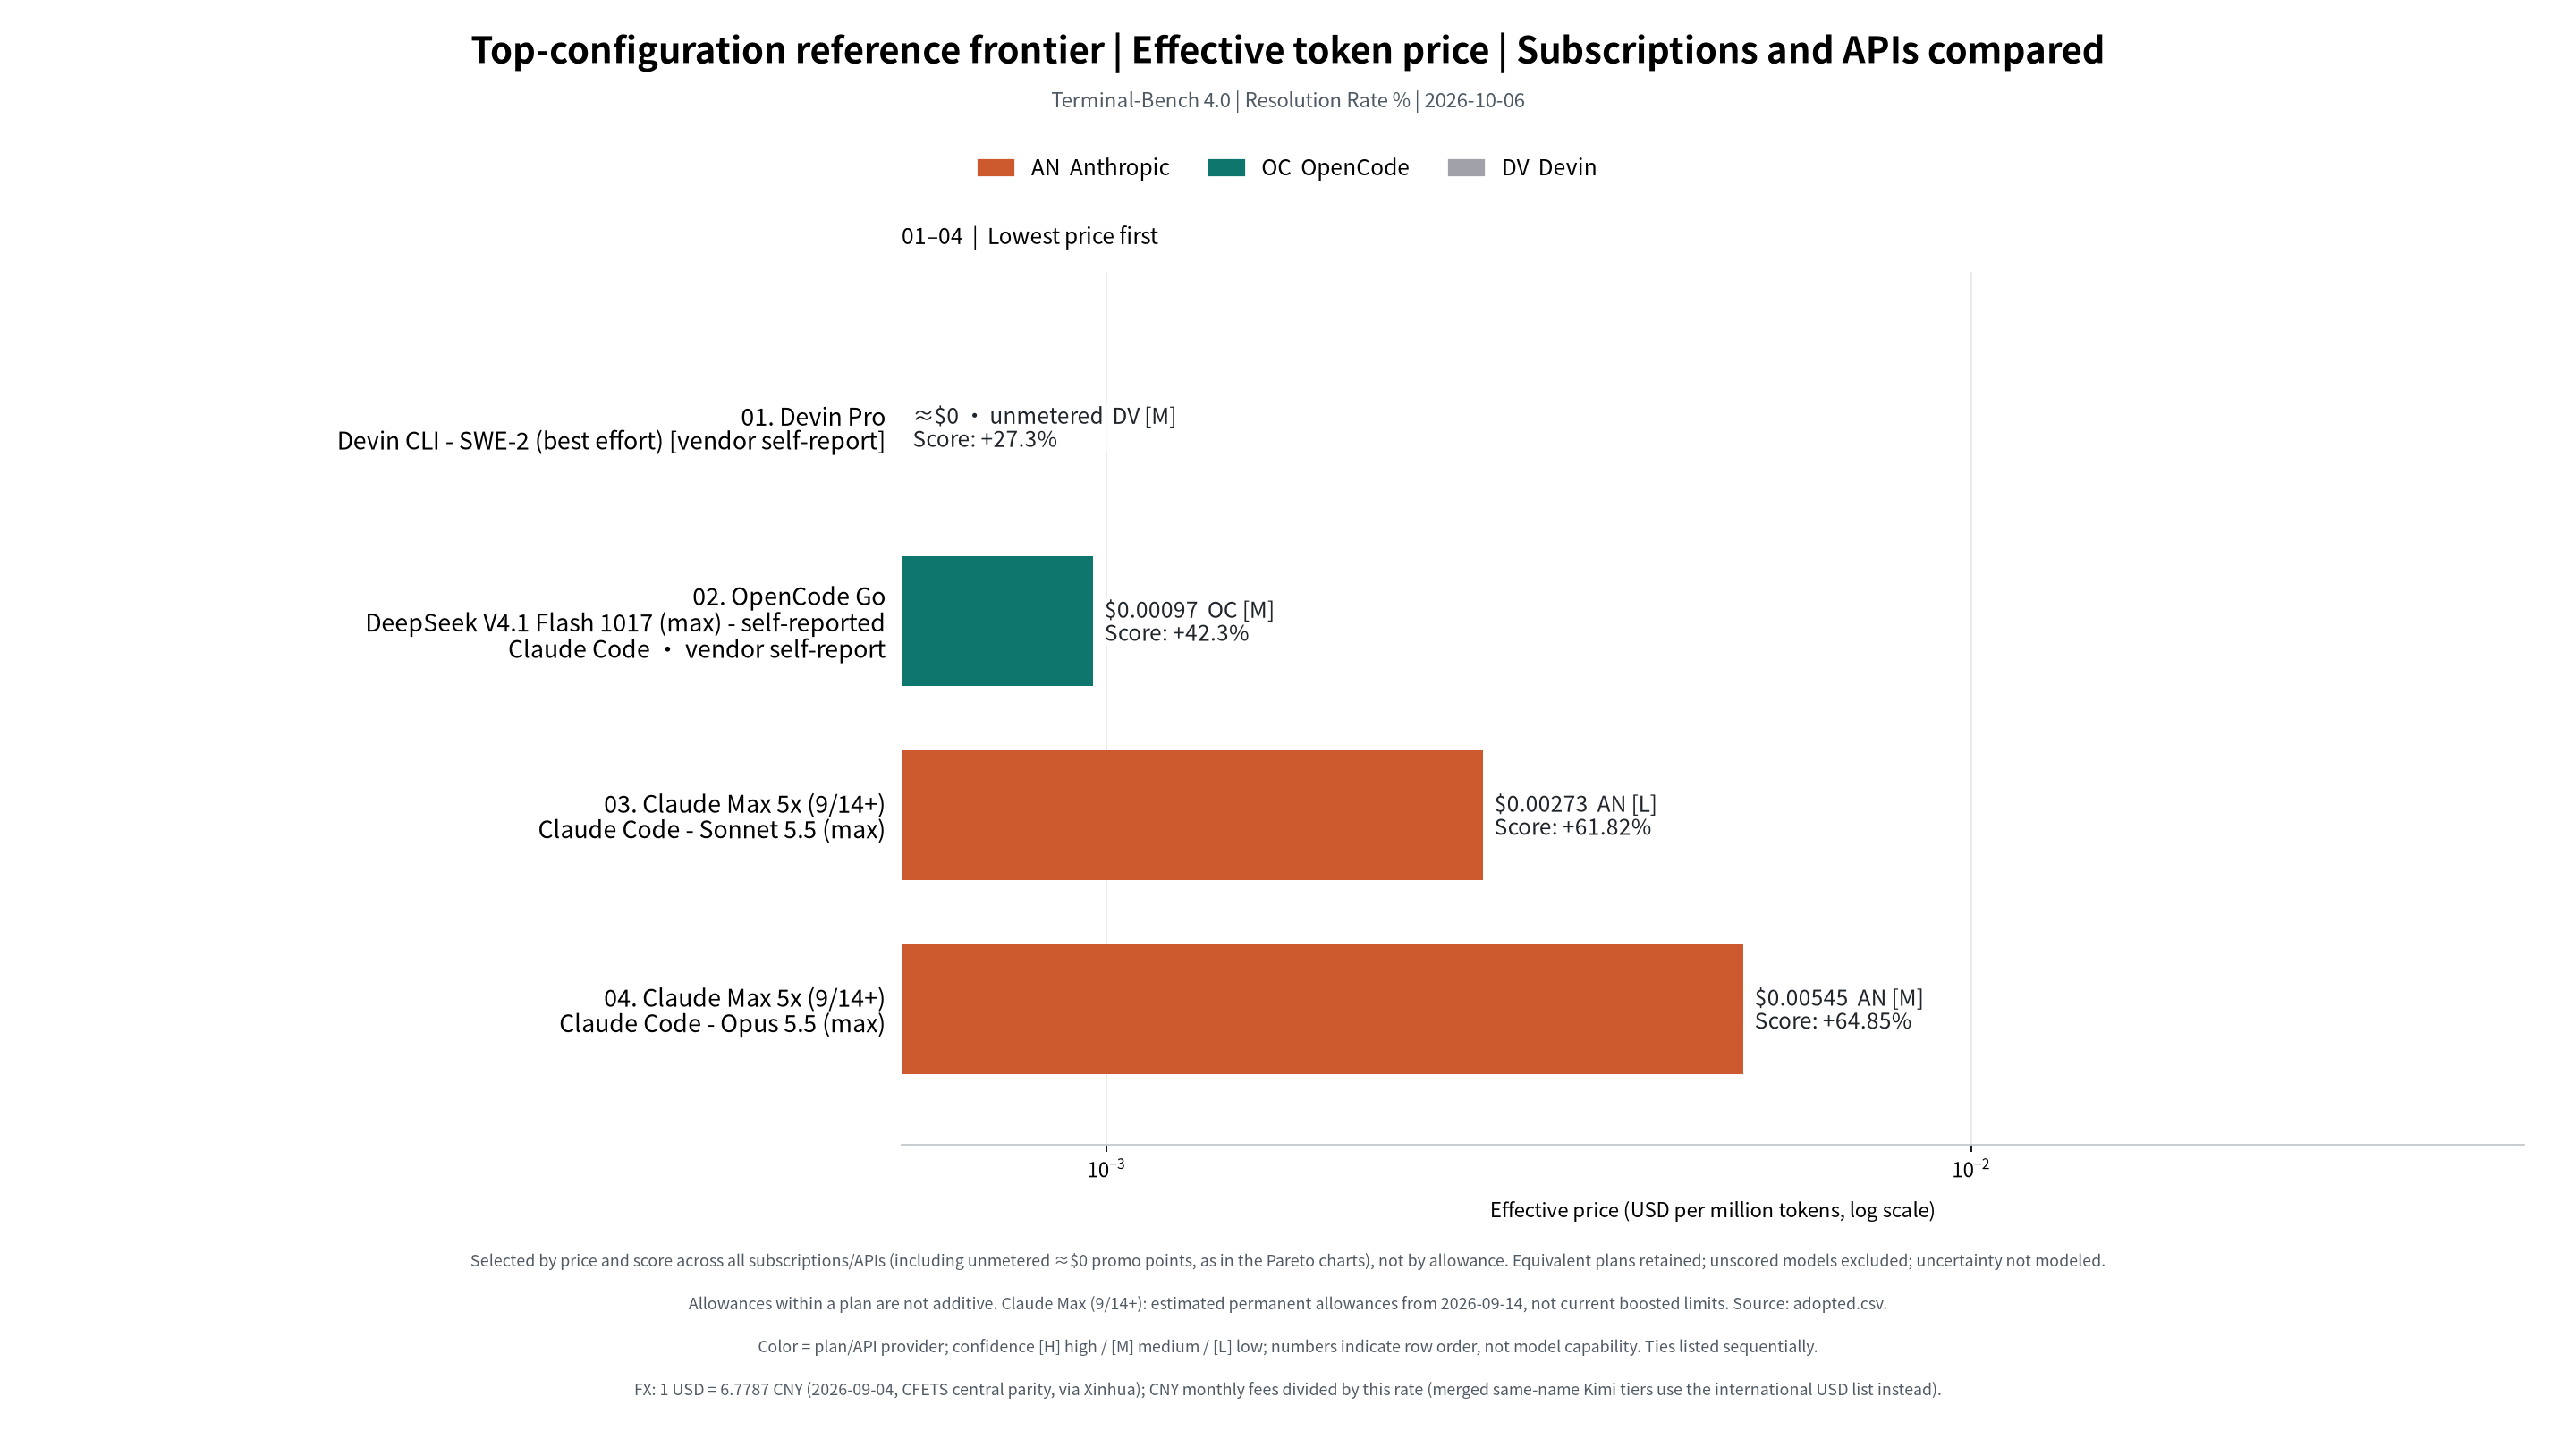 Top-configuration reference frontier | Effective token price | Subscriptions and APIs compared
Terminal-Bench 4.0 | Resolution Rate % | 2026-10-06
AN Anthropic
OC OpenCode
DV Devin
01–04 | Lowest price first
01. Devin Pro
Devin CLI - SWE-2 (best effort) [vendor self-report]
≈$0 • unmetered DV [M]
Score: +27.3%
02. OpenCode Go
DeepSeek V4.1 Flash 1017 (max) - self-reported
Claude Code • vendor self-report
$0.00097 OC [M]
Score: +42.3%
03. Claude Max 5x (9/14+)
Claude Code - Sonnet 5.5 (max)
$0.00273 AN [L]
Score: +61.82%
04. Claude Max 5x (9/14+)
Claude Code - Opus 5.5 (max)
$0.00545 AN [M]
Score: +64.85%
10⁻³
10⁻²
Effective price (USD per million tokens, log scale)
Selected by price and score across all subscriptions/APIs (including unmetered ≈$0 promo points, as in the Pareto charts), not by allowance. Equivalent plans retained; unscored models excluded; uncertainty not modeled.
Allowances within a plan are not additive. Claude Max (9/14+): estimated permanent allowances from 2026-09-14, not current boosted limits. Source: adopted.csv.
Color = plan/API provider; confidence [H] high / [M] medium / [L] low; numbers indicate row order, not model capability. Ties listed sequentially.
FX: 1 USD = 6.7787 CNY (2026-09-04, CFETS central parity, via Xinhua); CNY monthly fees divided by this rate (merged same-name Kimi tiers use the international USD list instead).